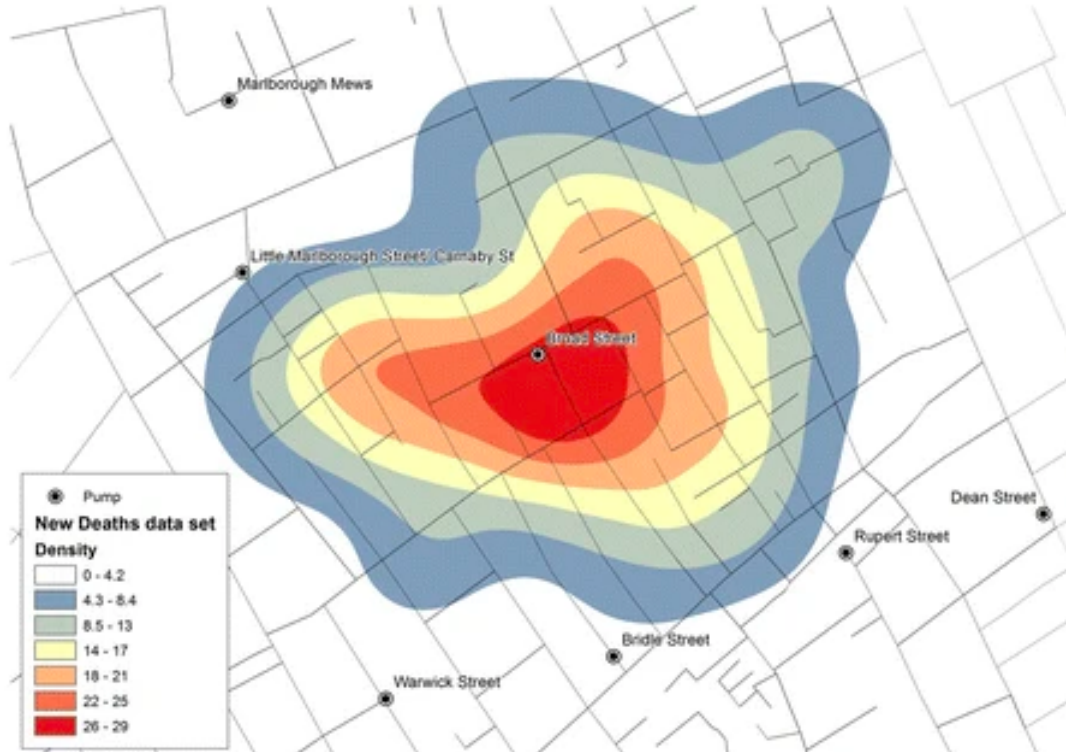 Marlborough Mews
Little Marlborough Street/ Carnaby St
Broad Street
Dean Street
Rupert Street
Bridle Street
Warwick Street
Pump
New Deaths data set
Density
0 - 4.2
4.3 - 8.4
8.5 - 13
14 - 17
18 - 21
22 - 25
26 - 29